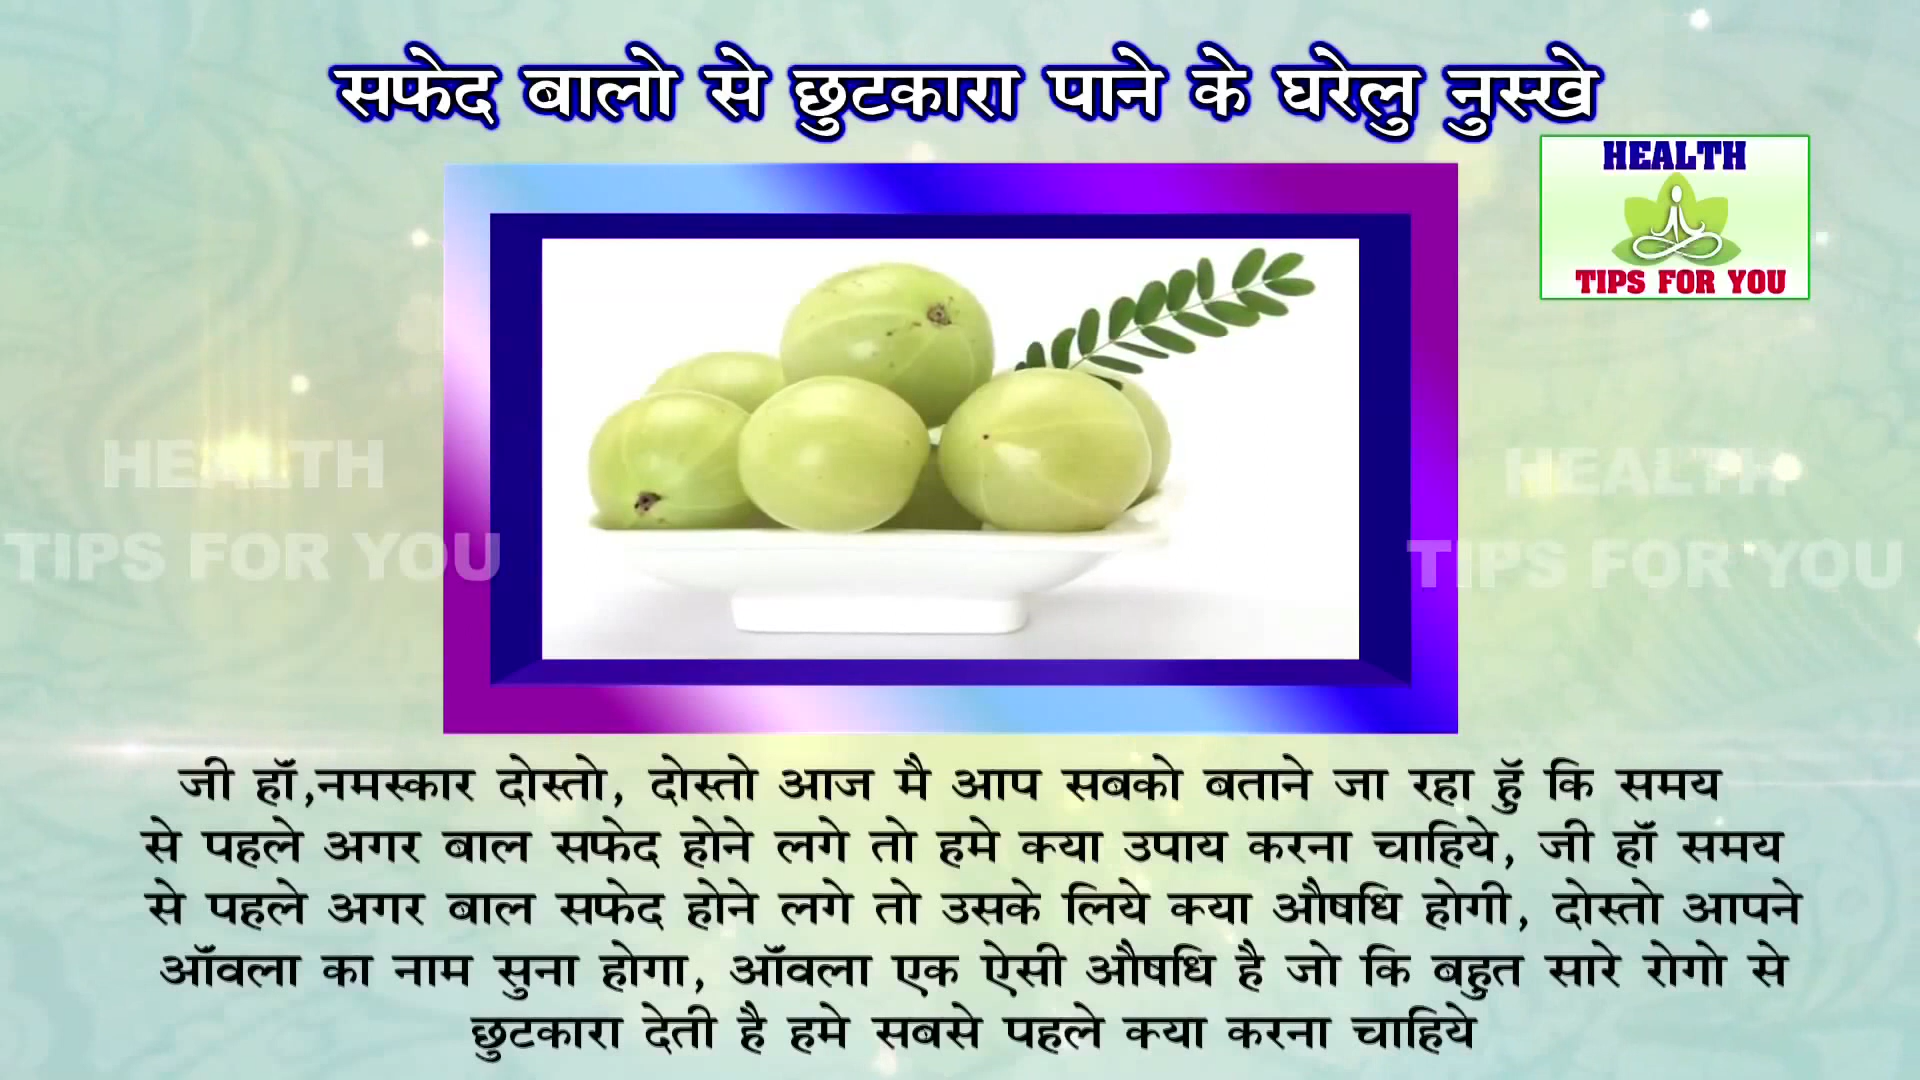 सफेद बालो से छुटकारा पाने के घरेलु नुस्खे
HEALTH
TIPS FOR YOU
HEALTH
TIPS FOR YOU
HEALTH
TIPS FOR YOU
जी हॉं,नमस्कार दोस्तो, दोस्तो आज मै आप सबको बताने जा रहा हूॅं कि समय
से पहले अगर बाल सफेद होने लगे तो हमे क्या उपाय करना चाहिये, जी हॉं समय
से पहले अगर बाल सफेद होने लगे तो उसके लिये क्या औषधि होगी, दोस्तो आपने
ऑंवला का नाम सुना होगा, ऑंवला एक ऐसी औषधि है जो कि बहुत सारे रोगो से
छुटकारा देती है हमे सबसे पहले क्या करना चाहिये